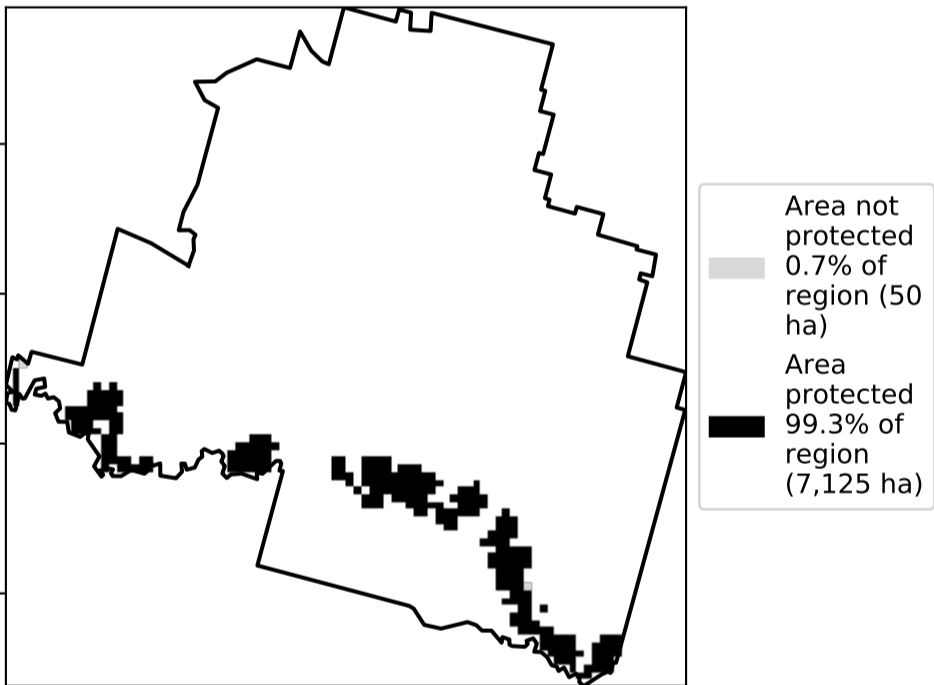 Area not
protected
0.7% of
region (50
ha)
Area
protected
99.3% of
region
(7,125 ha)